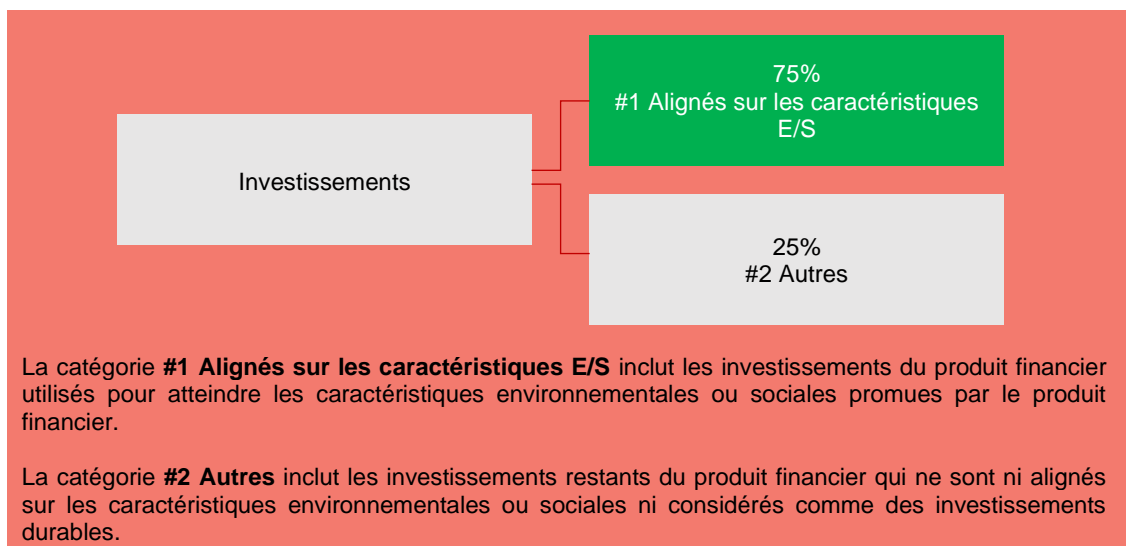 75%
#1 Alignés sur les caractéristiques
E/S
Investissements
25%
#2 Autres
La catégorie #1 Alignés sur les caractéristiques E/S inclut les investissements du produit financier
utilisés pour atteindre les caractéristiques environnementales ou sociales promues par le produit
financier.
La catégorie #2 Autres inclut les investissements restants du produit financier qui ne sont ni alignés
sur les caractéristiques environnementales ou sociales ni considérés comme des investissements
durables.